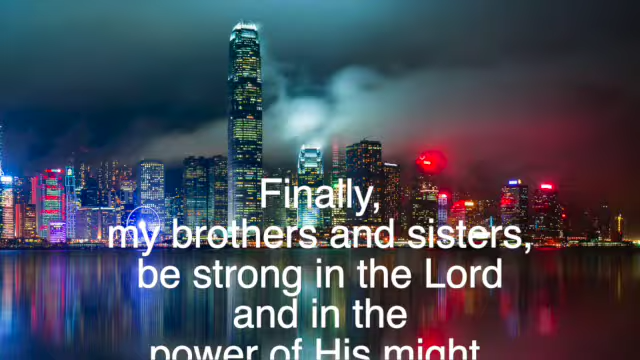 Finally,
my brothers and sisters,
be strong in the Lord
and in the
power of His might